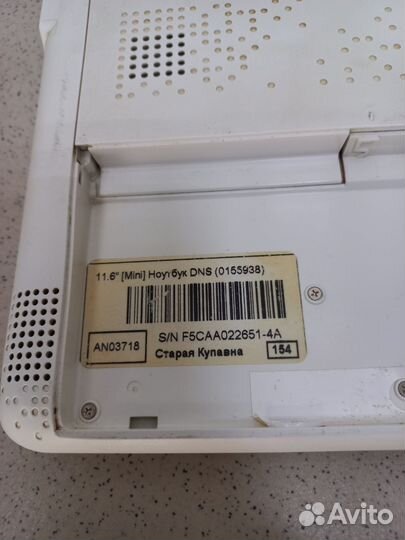 11.6" [Mini] Ноутбук DNS (0155938)
S/N F5CAA022651-4A
AN03718
Старая Купавна
154
Avito